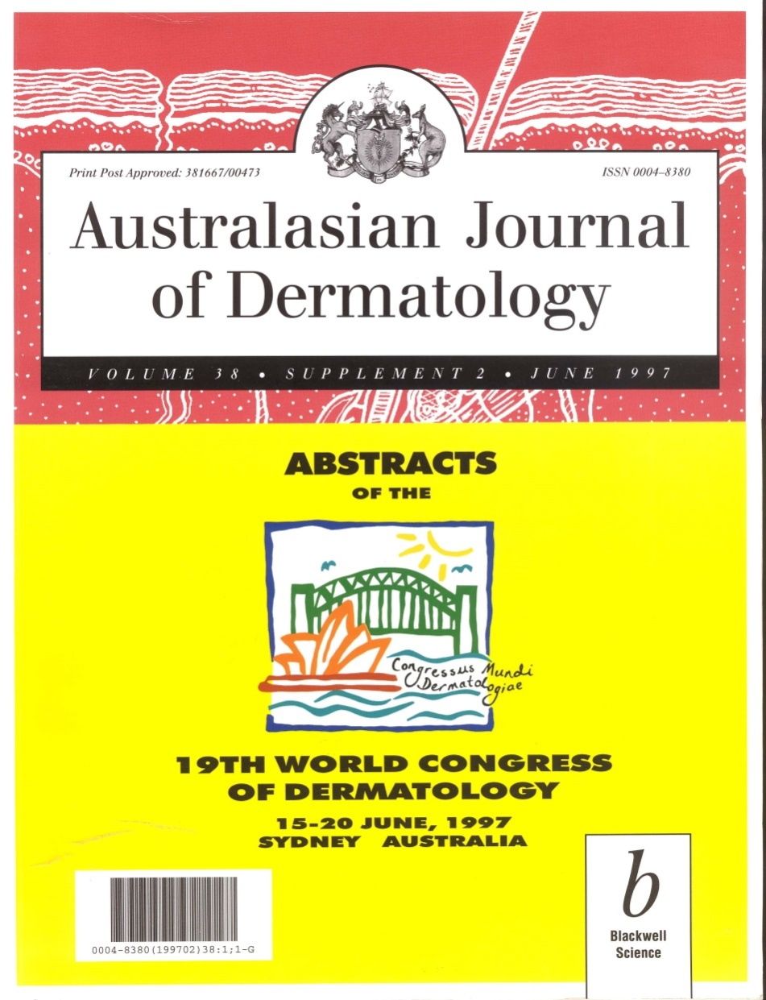 Print Post Approved: 381667/00473
ISSN 0004–8380
Australasian Journal
of Dermatology
VOLUME 38 • SUPPLEMENT 2 • JUNE 1997
ABSTRACTS
OF THE
Congressus Mundi
Dermatologiae
19TH WORLD CONGRESS
OF DERMATOLOGY
15-20 JUNE, 1997
SYDNEY AUSTRALIA
0004-8380(199702)38:1;1-G
b
Blackwell
Science